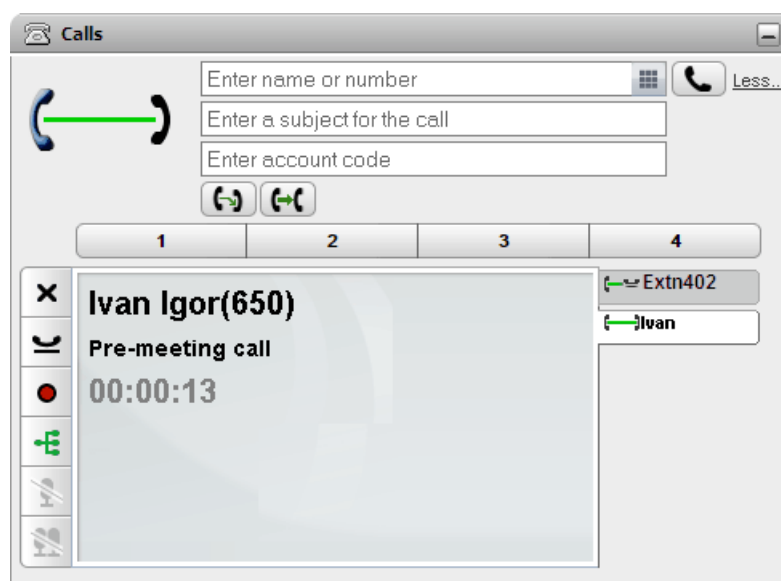 Calls
Enter name or number
Less..
Enter a subject for the call
Enter account code
1 2 3 4
Ivan Igor(650)
Pre-meeting call
00:00:13
Extn402
Ivan